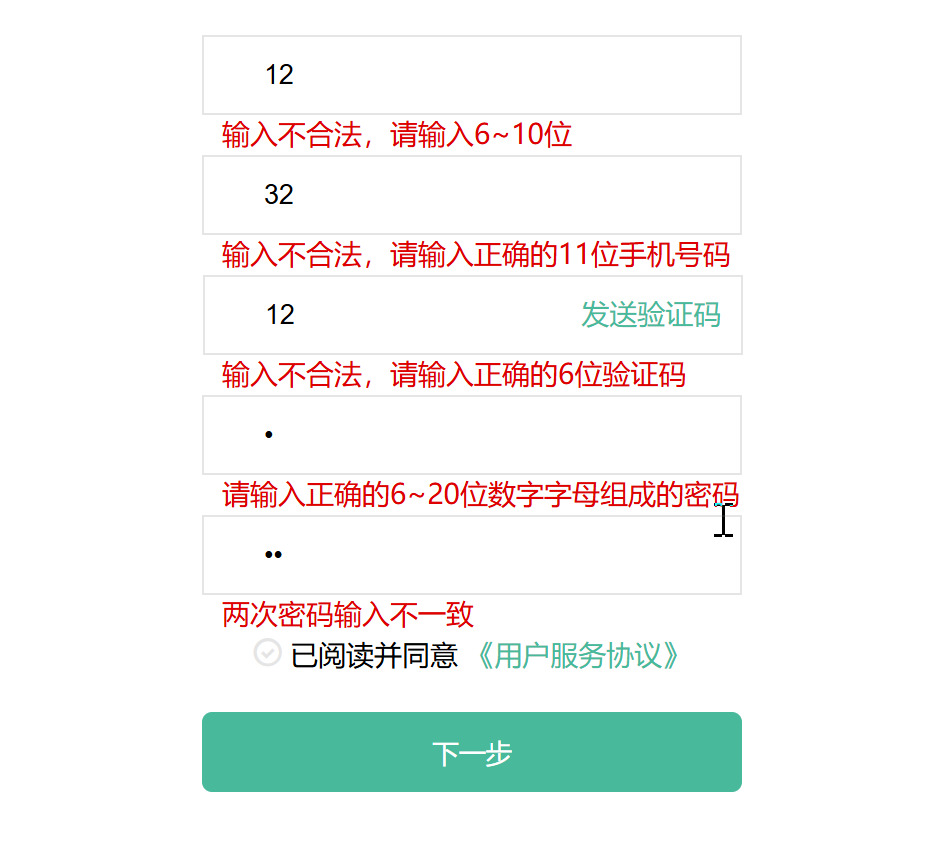 12
输入不合法，请输入6~10位
32
输入不合法，请输入正确的11位手机号码
12 发送验证码
输入不合法，请输入正确的6位验证码
•
请输入正确的6~20位数字字母组成的密码
••
两次密码输入不一致
已阅读并同意 《用户服务协议》
下一步